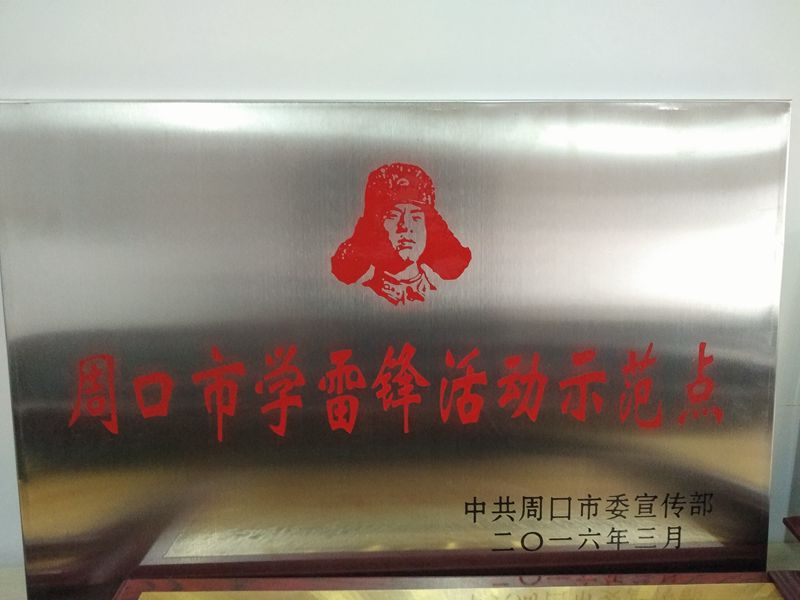 周口市学雷锋活动示范点
中共周口市委宣传部
二〇一六年三月